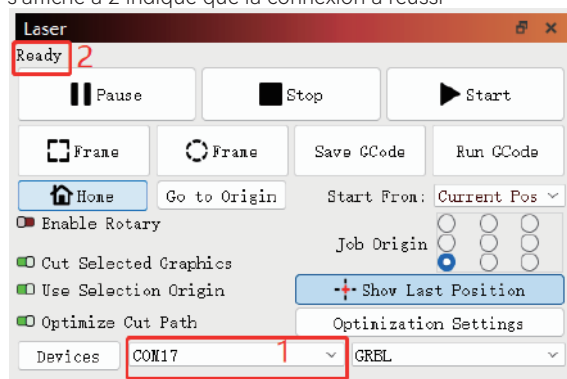 s'affiche à 2 indique que la connexion a réussi
Laser
Ready 2
Pause Stop Start
Frame Frame Save GCode Run GCode
Home Go to Origin Start From: Current Pos
Enable Rotary
Job Origin
Cut Selected Graphics
Use Selection Origin Show Last Position
Optimize Cut Path Optimization Settings
1
Devices COM17 GRBL